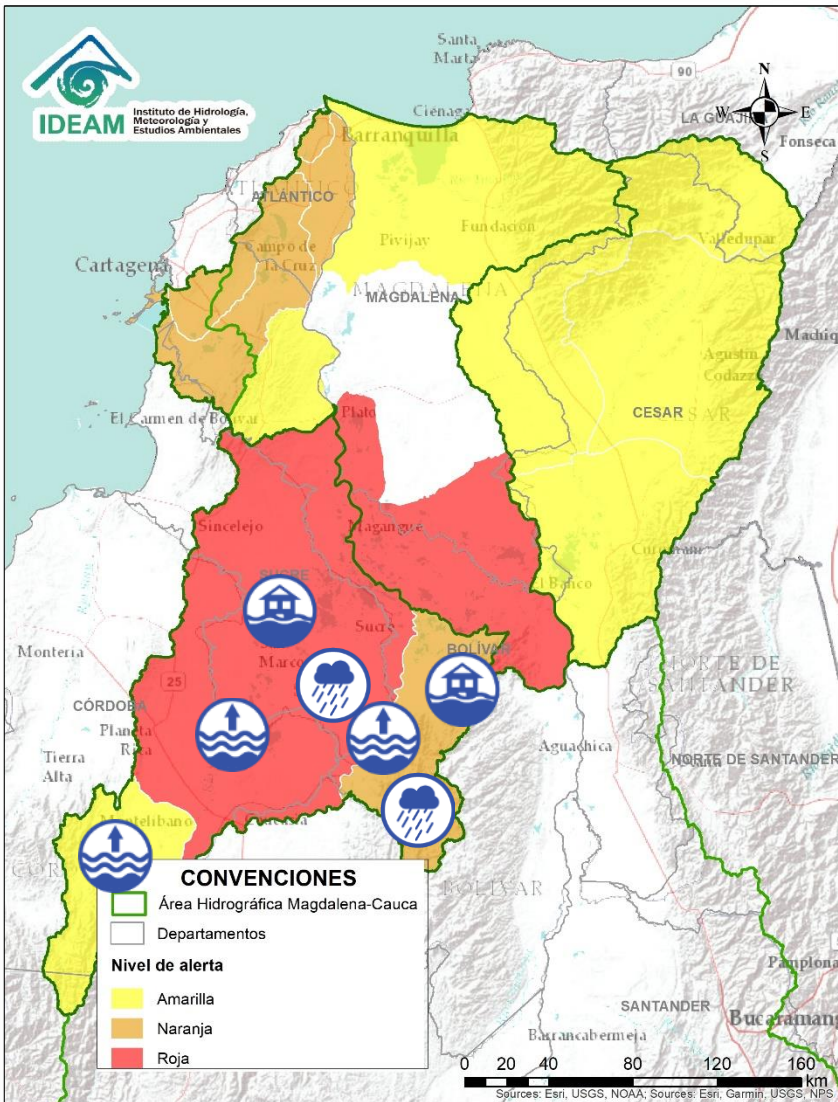 IDEAM
Instituto de Hidrología,
Meteorología y
Estudios Ambientales
Santa
Marta
90
N
W
E
S
LA GUAJIRA
Fonseca
Ciénaga
Barranquilla
ATLÁNTICO
Campo de
la Cruz
Pivijay
Fundación
Valledupar
Cartagena
MAGDALENA
Agustín
Codazzi
El Carmen de Bolívar
Plato
CESAR
CESAR
Sincelejo
Magangué
SUCRE
El Banco
Sucre
BOLÍVAR
Montería
Marcos
25
CÓRDOBA
Planeta
Rica
Tierra
Alta
Aguachica
NORTE DE
SANTANDER
NORTE DE SANTANDER
Montelíbano
BOLÍVAR
CONVENCIONES
Área Hidrográfica Magdalena-Cauca
Departamentos
Nivel de alerta
Amarilla
Naranja
Roja
SANTANDER
Pamplona
Bucaramang
Barrancabermeja
0 20 40 80 120 160
km
Sources: Esri, USGS, NOAA; Sources: Esri, Garmin, USGS, NPS